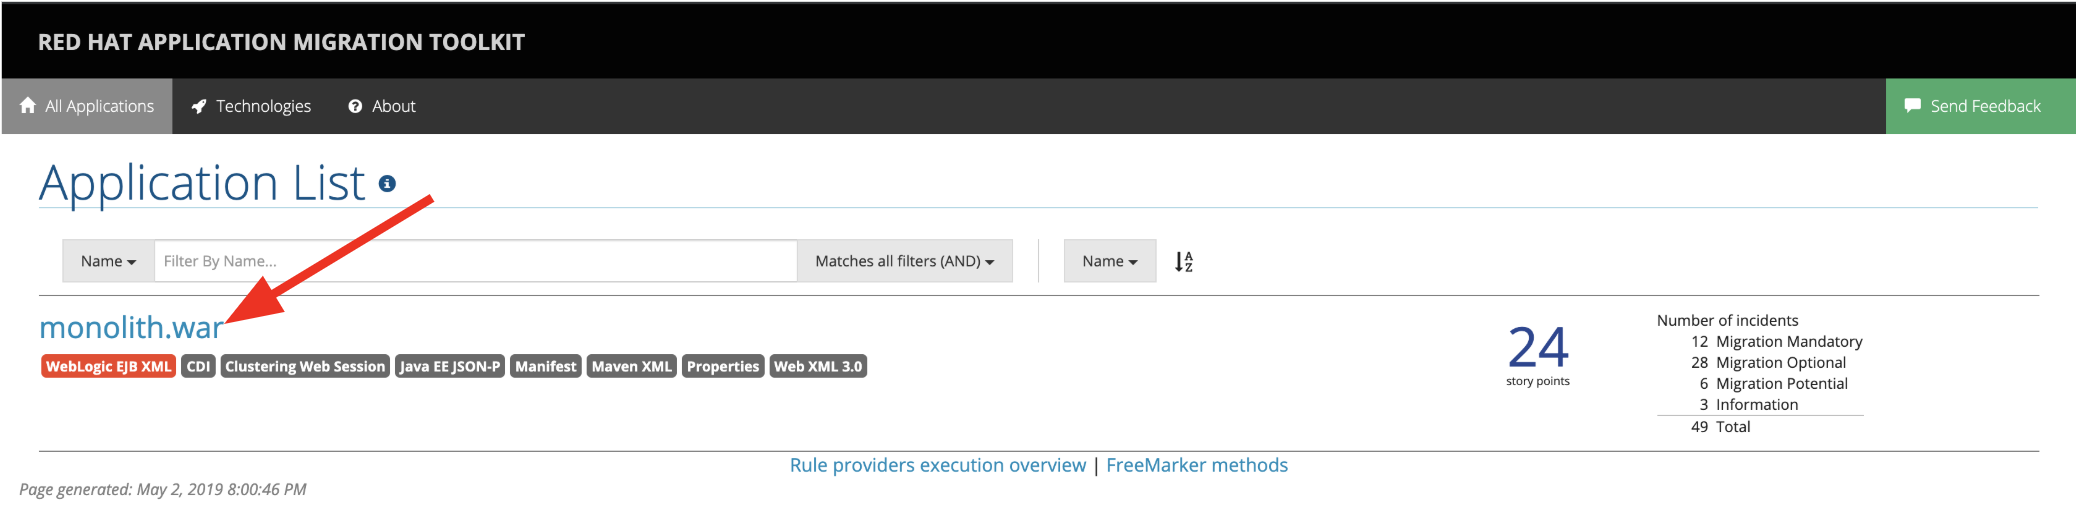 RED HAT APPLICATION MIGRATION TOOLKIT
All Applications Technologies About Send Feedback
Application List
Name Filter By Name... Matches all filters (AND) Name
monolith.war
WebLogic EJB XML CDI Clustering Web Session Java EE JSON-P Manifest Maven XML Properties Web XML 3.0
24
story points
Number of incidents
12 Migration Mandatory
28 Migration Optional
6 Migration Potential
3 Information
49 Total
Rule providers execution overview | FreeMarker methods
Page generated: May 2, 2019 8:00:46 PM